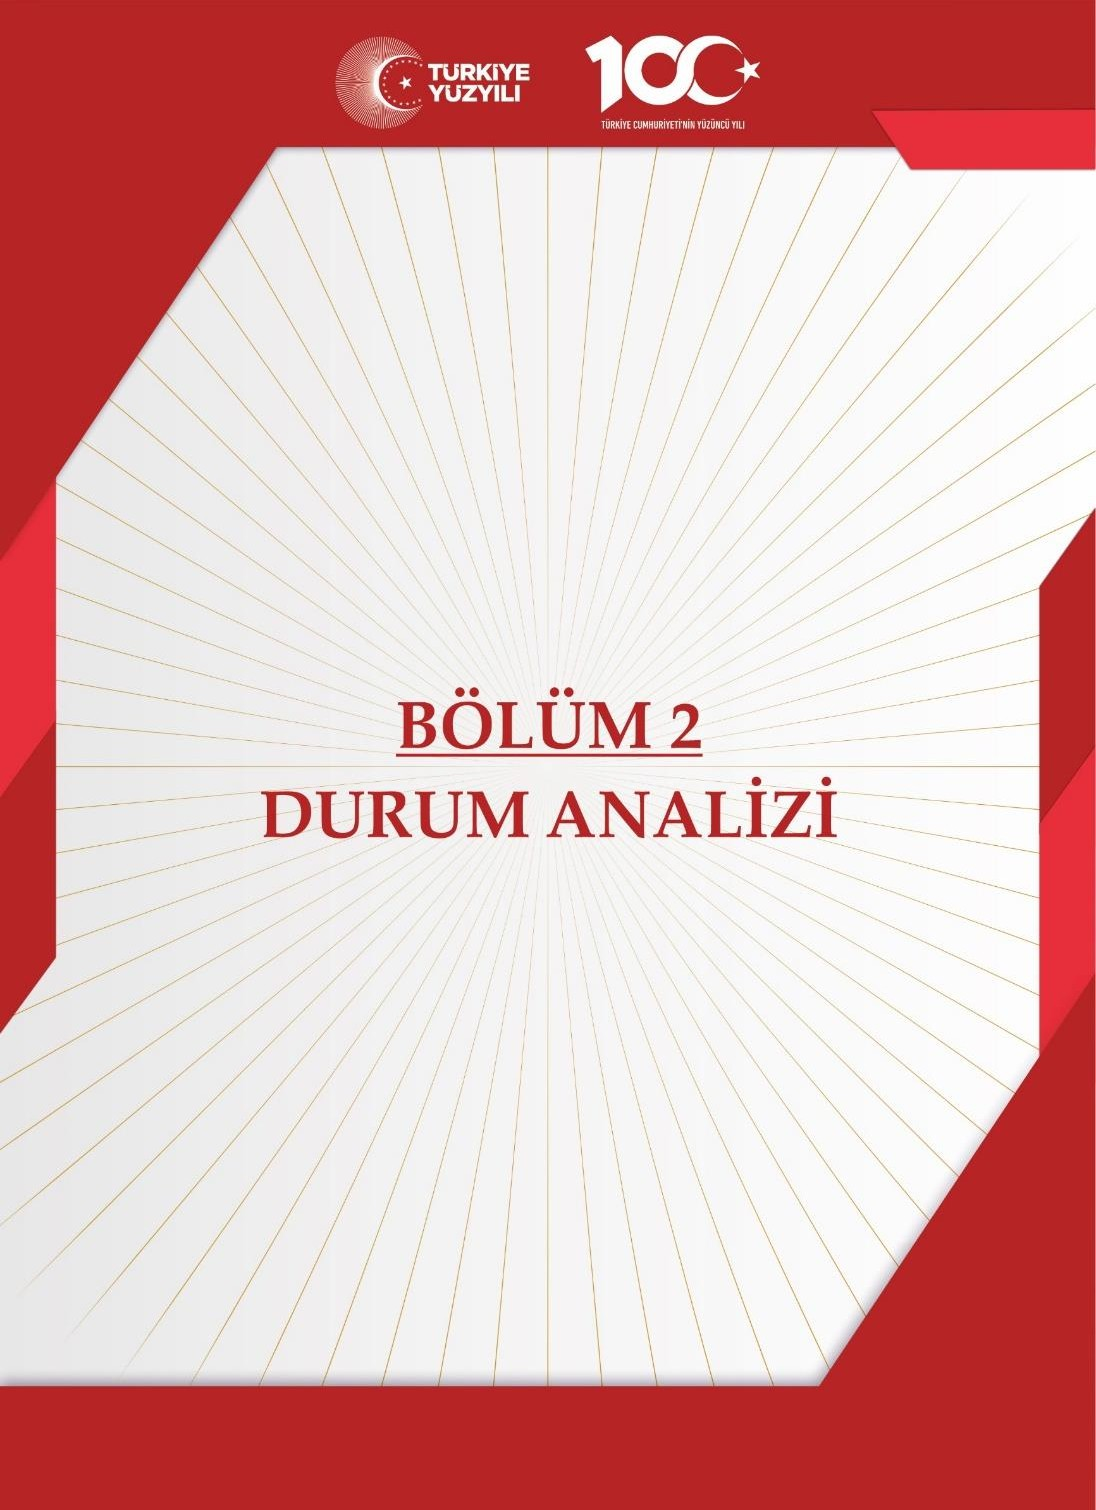 TÜRKİYE
YÜZYILI
100
TÜRKİYE CUMHURİYETİ'NİN YÜZÜNCÜ YILI
BÖLÜM 2
DURUM ANALİZİ